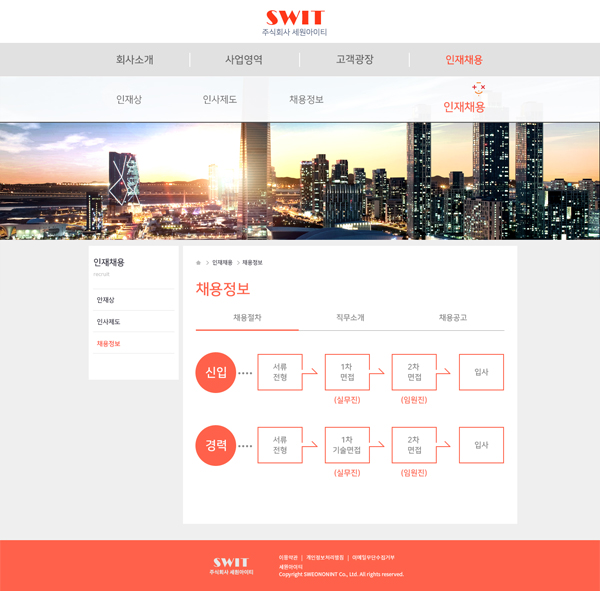 SWIT
주식회사 세원아이티
회사소개 사업영역 고객광장 인재채용
인재상 인사제도 채용정보 인재채용
인재채용
recruit
인재상
인사제도
채용정보
인재채용 > 채용정보
채용정보
채용절차 직무소개 채용공고
신입
서류
전형
1차
면접
(실무진)
2차
면접
(임원진)
입사
경력
서류
전형
1차
기술면접
(실무진)
2차
면접
(임원진)
입사
SWIT
주식회사 세원아이티
이용약관 | 개인정보처리방침 | 이메일무단수집거부
세원아이티
Copyright SWEONONINT Co., Ltd. All rights reserved.